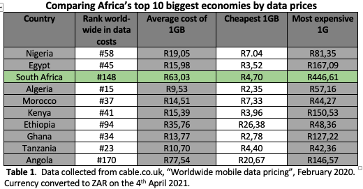 Comparing Africa's top 10 biggest economies by data prices
Country Rank world-wide in data costs Average cost of 1GB Cheapest 1GB Most expensive 1G
Nigeria #58 R19,05 R7.04 R81,35
Egypt #45 R15,98 R3,52 R167,09
South Africa #148 R63,03 R4,70 R446,61
Algeria #15 R9,53 R2,35 R57,16
Morocco #37 R14,51 R7,33 R44,27
Kenya #41 R15,39 R3,96 R150,53
Ethiopia #94 R35,76 R26,38 R48,36
Ghana #34 R13,77 R2,78 R127,22
Tanzania #23 R10,70 R4,40 R42,36
Angola #170 R77,54 R20,67 R146,57
Table 1. Data collected from cable.co.uk, "Worldwide mobile data pricing", February 2020.
Currency converted to ZAR on the 4th April 2021.